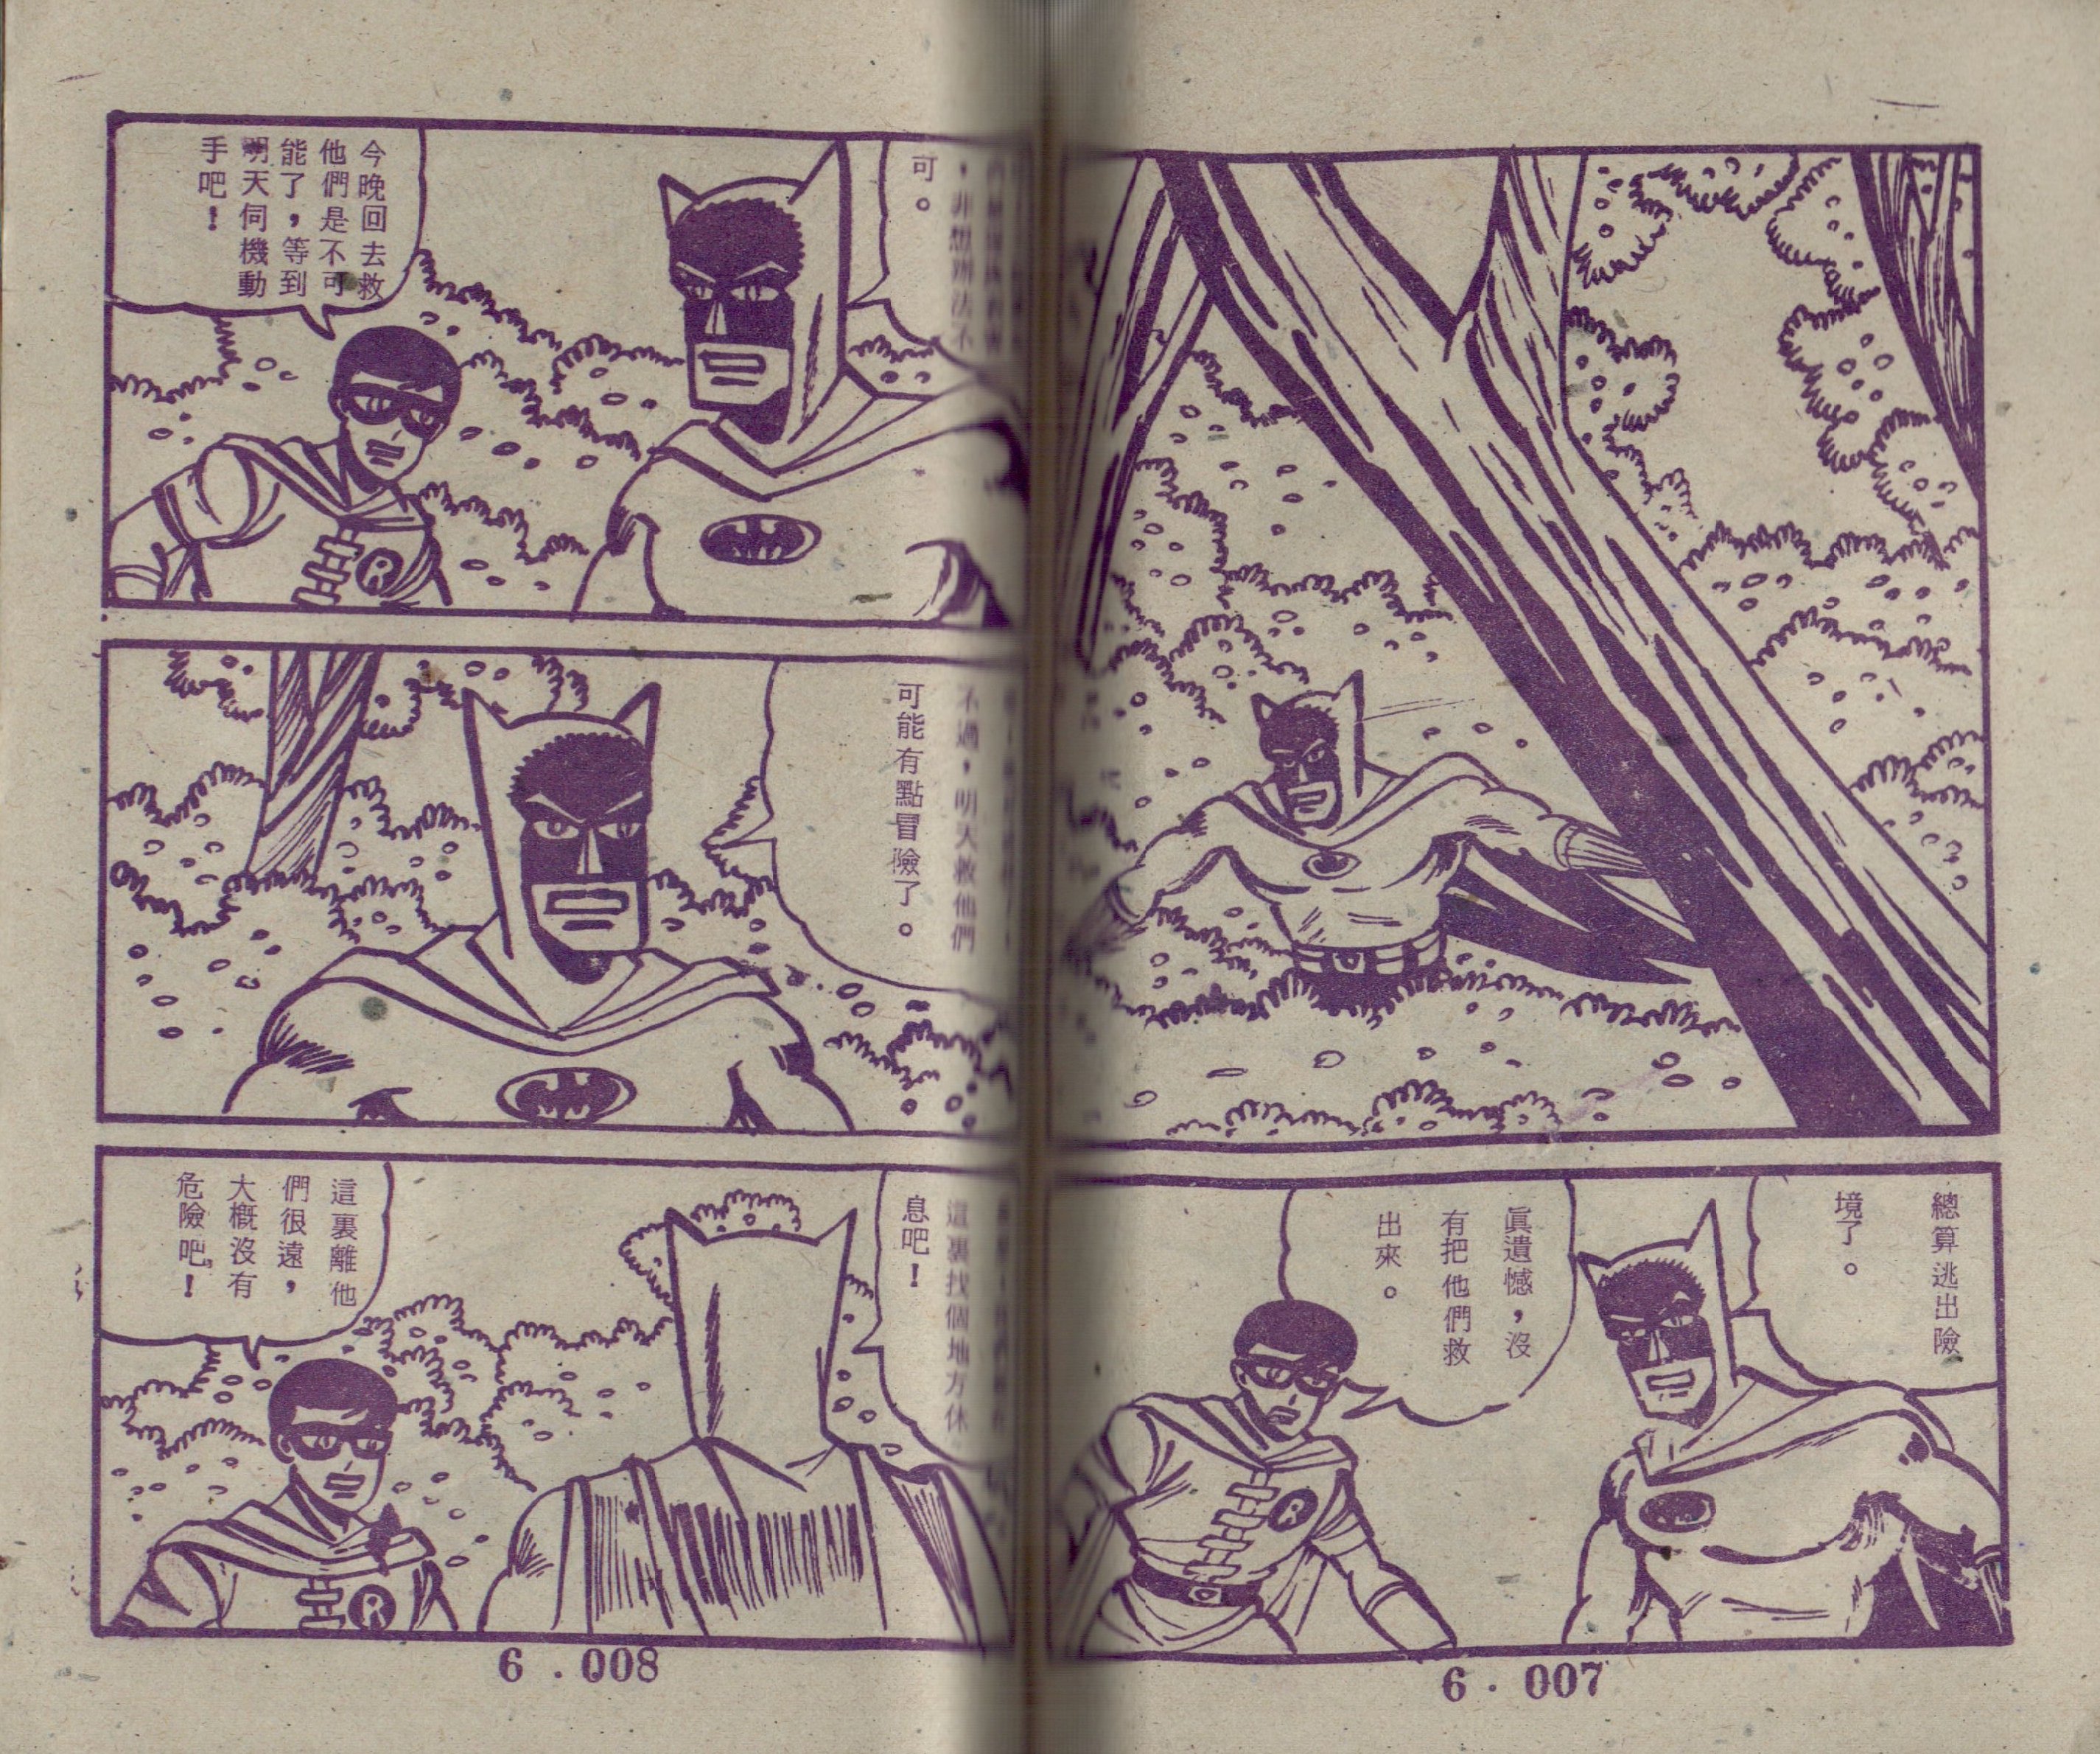 總算逃出險
境了。
眞遺憾，沒
有把他們救
出來。
6.007
，非想辦法不
可。
今晚回去救
他們是不可
能了，等到
明天伺機動
手吧！
不過，明天救他們
可能有點冒險了。
這裏找個地方休
息吧！
這裏離他
們很遠，
大概沒有
危險吧！
R
R
R
6.008